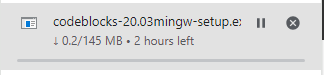 codeblocks-20.03mingw-setup.ex
↓ 0.2/145 MB • 2 hours left